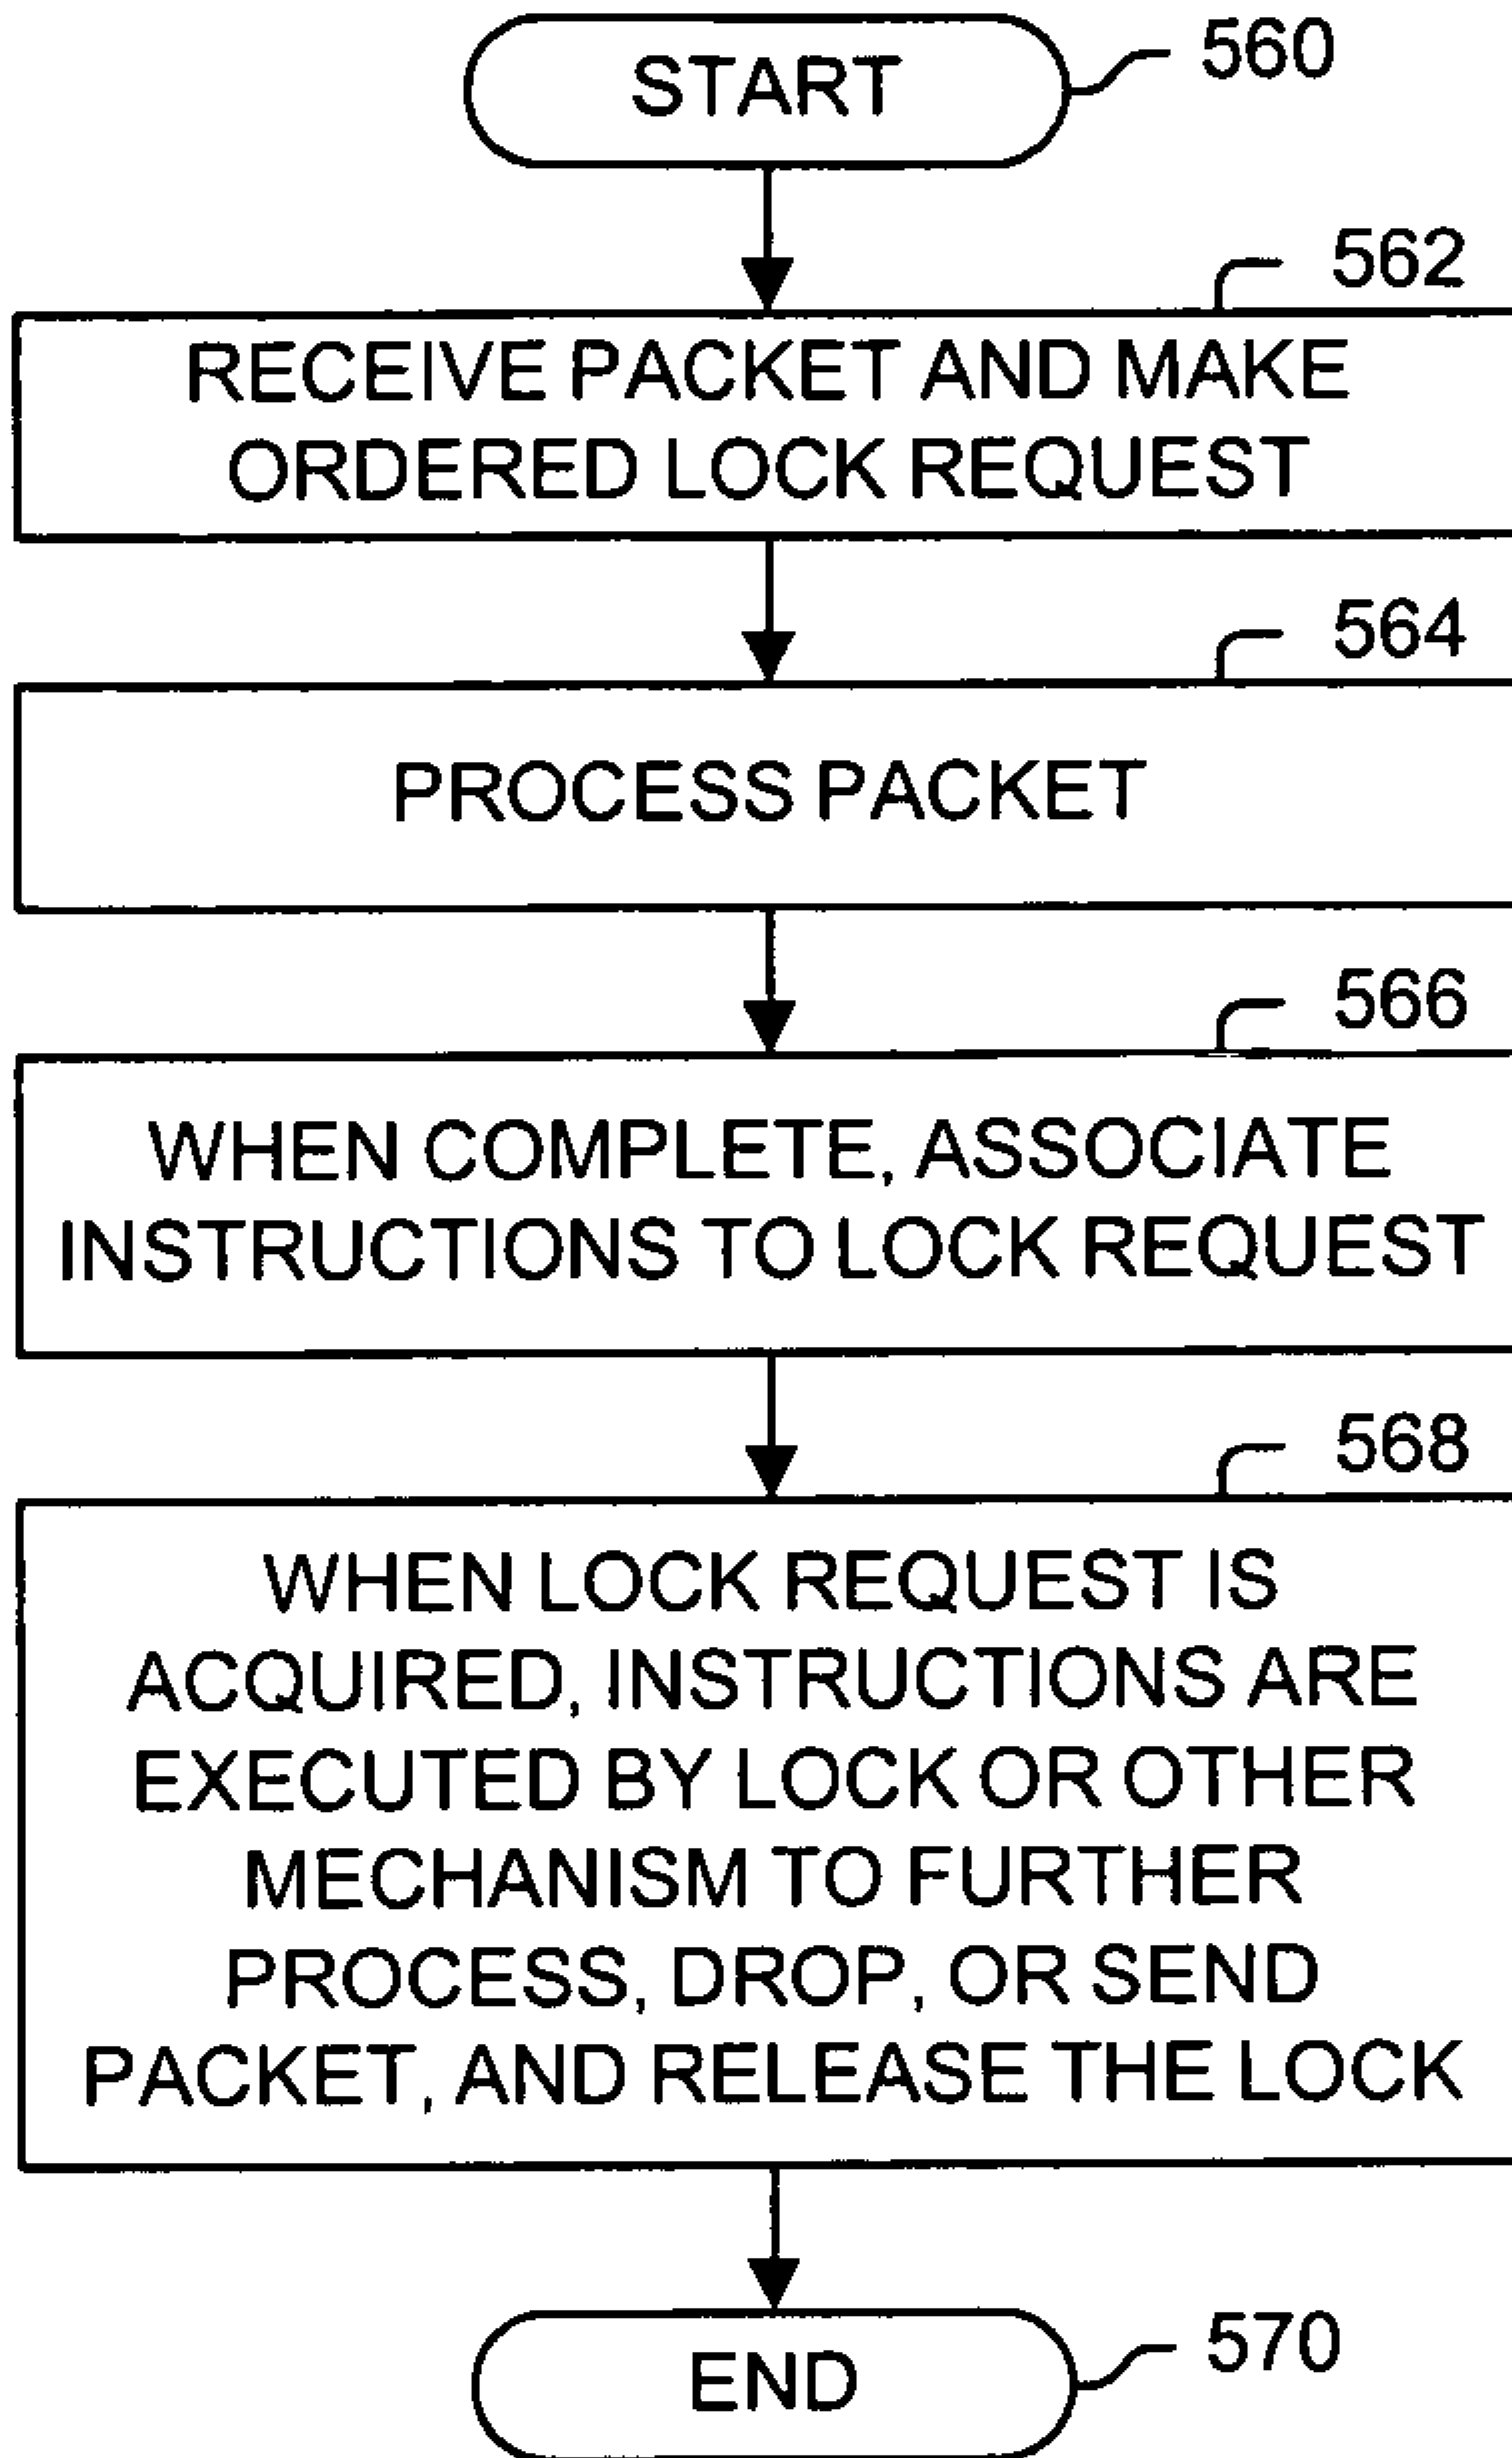 START
560
562
RECEIVE PACKET AND MAKE
ORDERED LOCK REQUEST
564
PROCESS PACKET
566
WHEN COMPLETE, ASSOCIATE
INSTRUCTIONS TO LOCK REQUEST
568
WHEN LOCK REQUEST IS
ACQUIRED, INSTRUCTIONS ARE
EXECUTED BY LOCK OR OTHER
MECHANISM TO FURTHER
PROCESS, DROP, OR SEND
PACKET, AND RELEASE THE LOCK
END
570